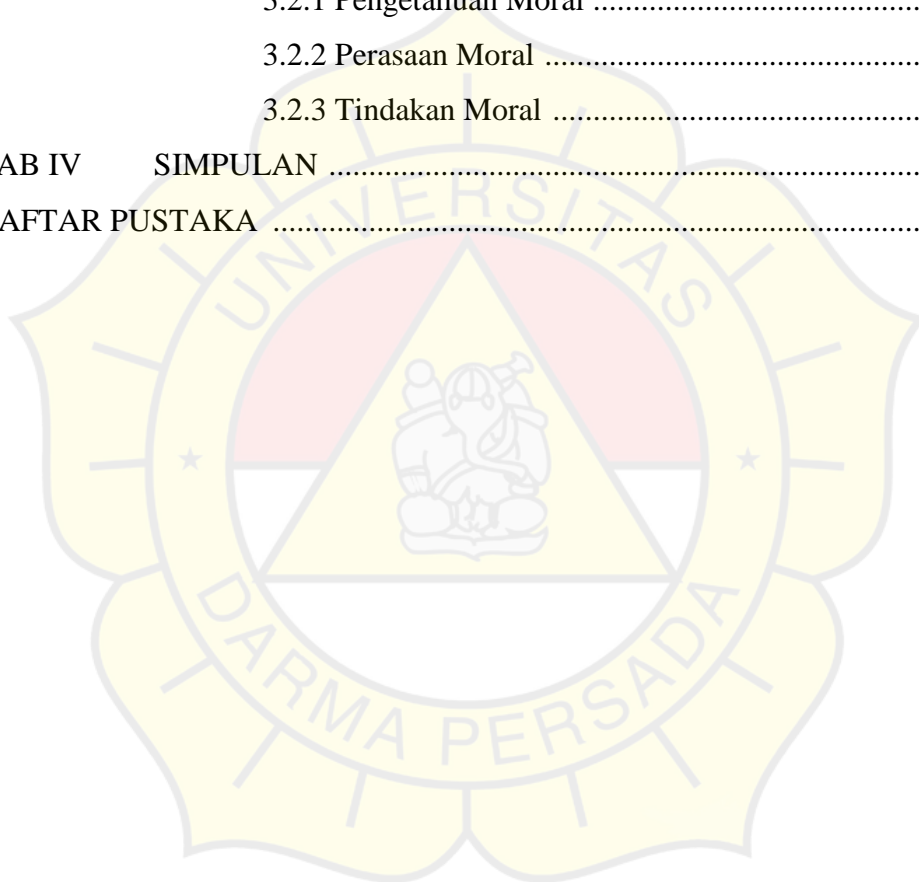 3.2.1 Pengetahuan Moral ..........................................
3.2.2 Perasaan Moral ................................................
3.2.3 Tindakan Moral ...............................................
AB IV SIMPULAN ...........................................................................
AFTAR PUSTAKA ..................................................................................
UNIVERSITAS
DARMA PERSADA